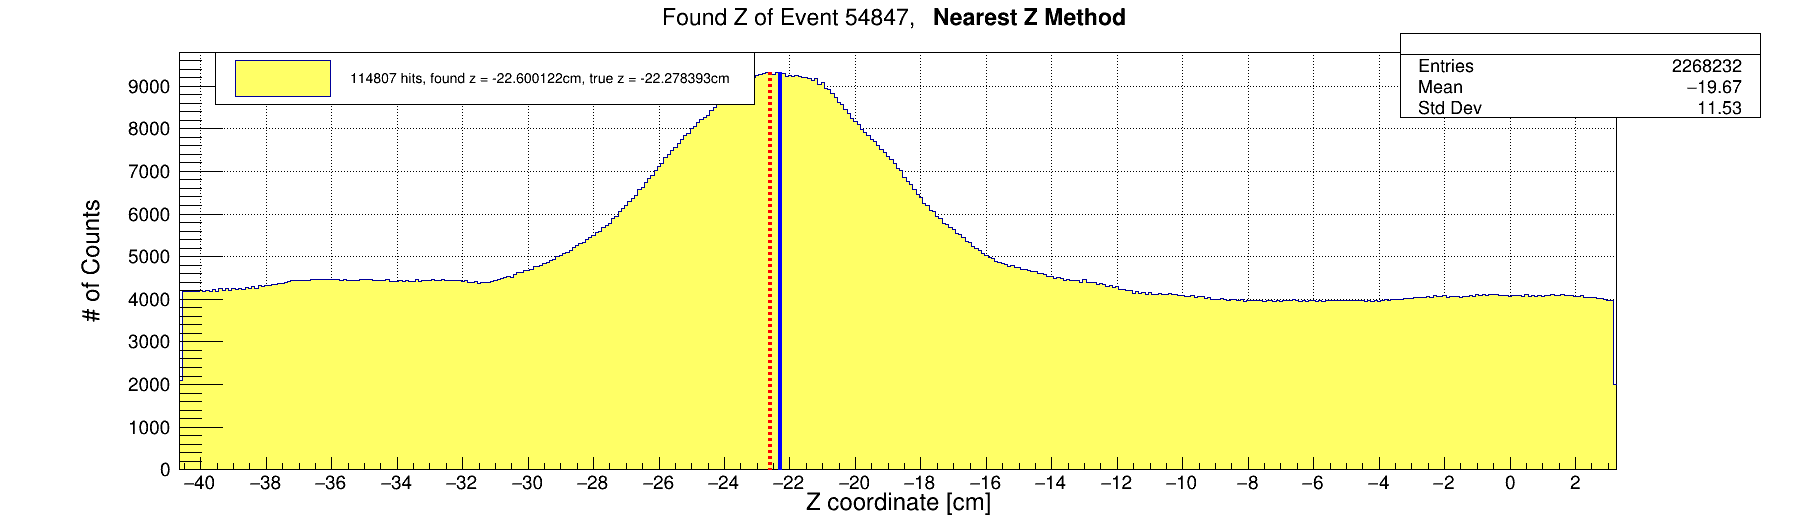 Found Z of Event 54847, Nearest Z Method
114807 hits, found z = -22.600122cm, true z = -22.278393cm
Entries 2268232
Mean −19.67
Std Dev 11.53
# of Counts
9000
8000
7000
6000
5000
4000
3000
2000
1000
0
−40 −38 −36 −34 −32 −30 −28 −26 −24 −22 −20 −18 −16 −14 −12 −10 −8 −6 −4 −2 0 2
Z coordinate [cm]